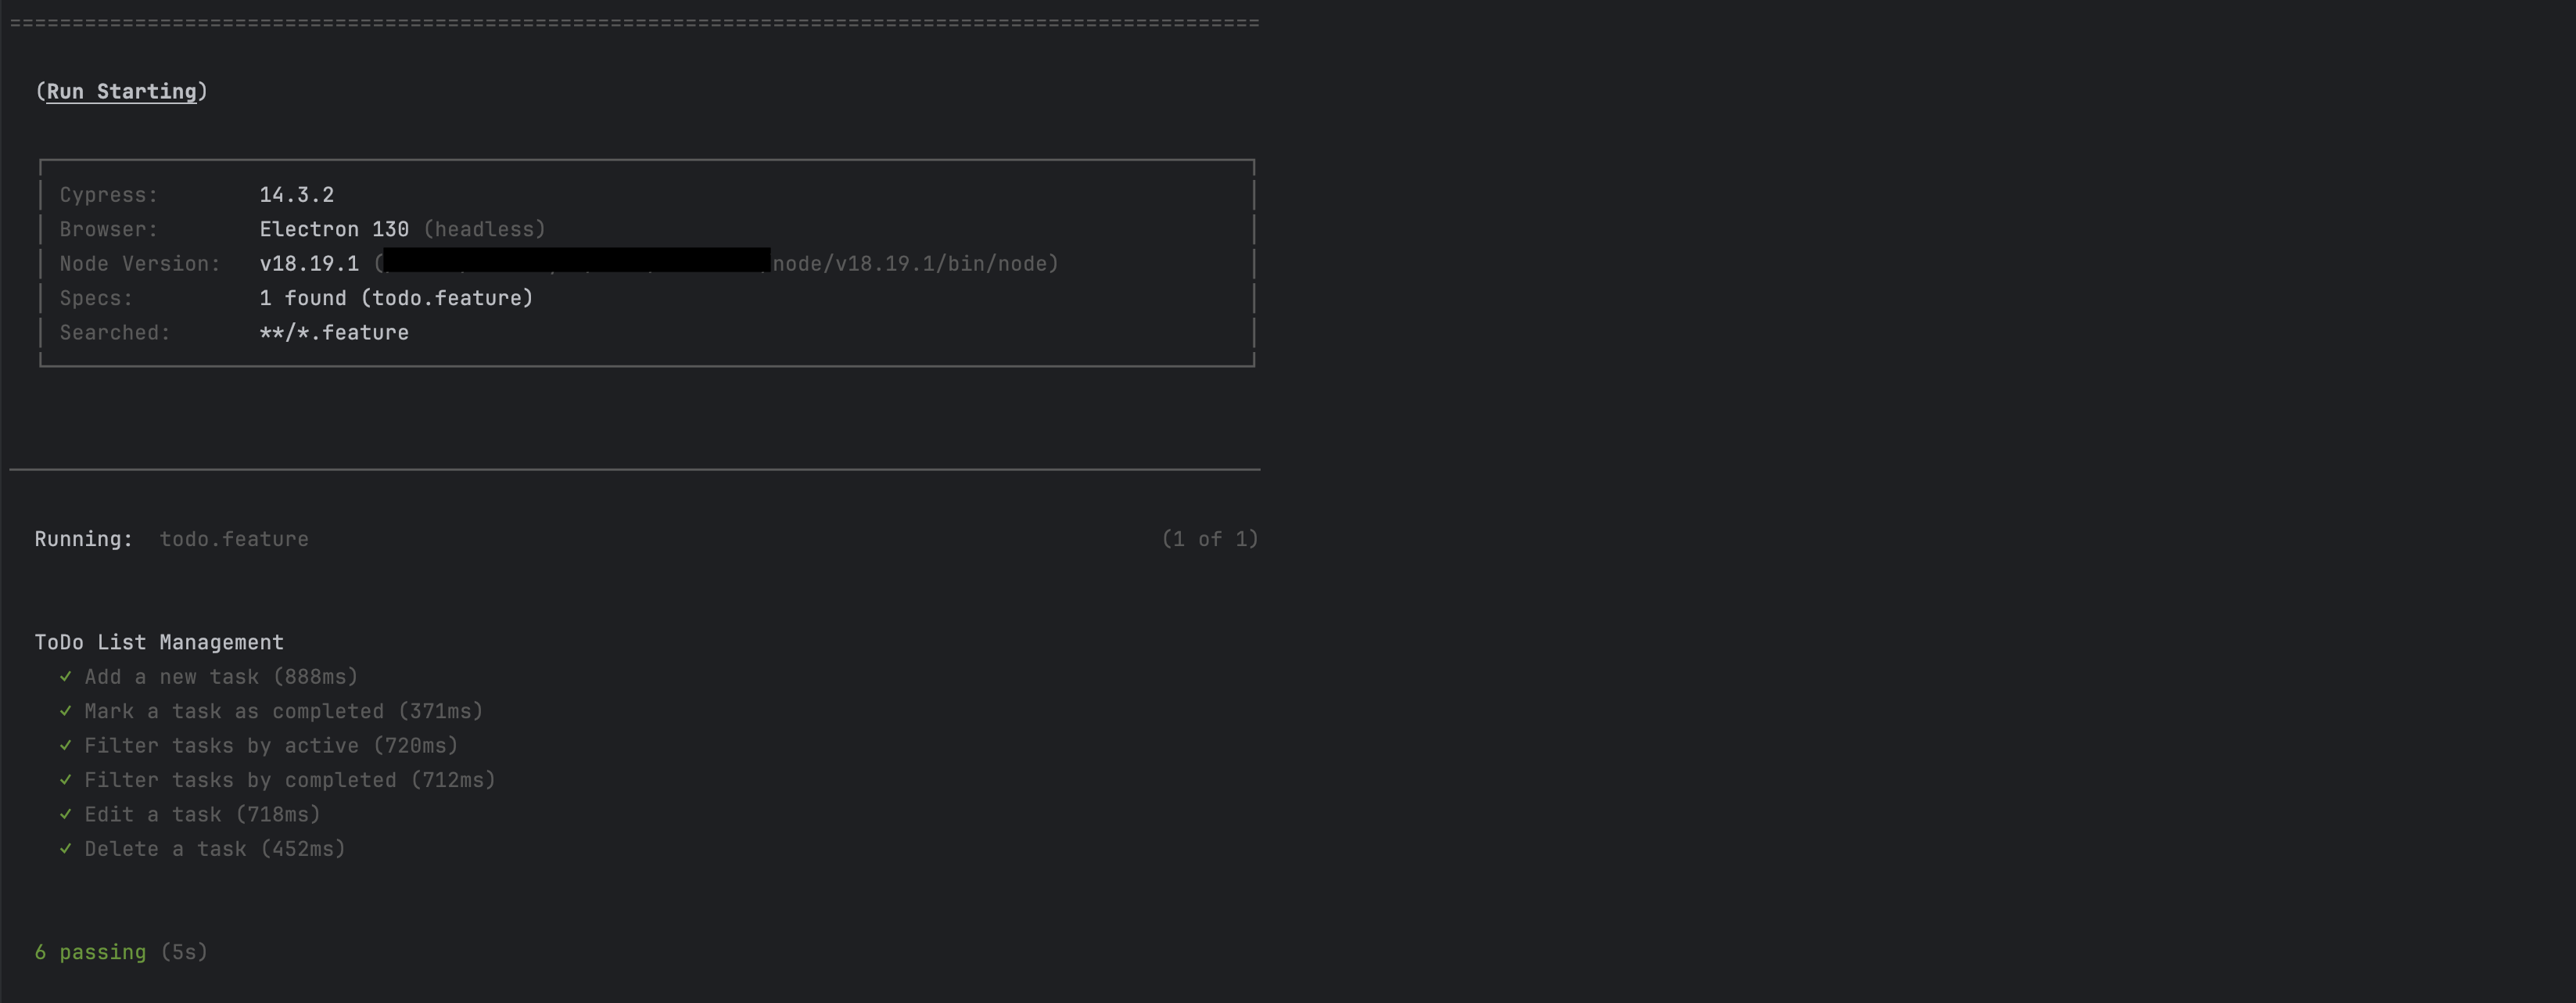 ====================================================================================================
(Run Starting)
Cypress: 14.3.2
Browser: Electron 130 (headless)
Node Version: v18.19.1 ( node/v18.19.1/bin/node)
Specs: 1 found (todo.feature)
Searched: **/*.feature
Running: todo.feature (1 of 1)
ToDo List Management
✓ Add a new task (888ms)
✓ Mark a task as completed (371ms)
✓ Filter tasks by active (720ms)
✓ Filter tasks by completed (712ms)
✓ Edit a task (718ms)
✓ Delete a task (452ms)
6 passing (5s)